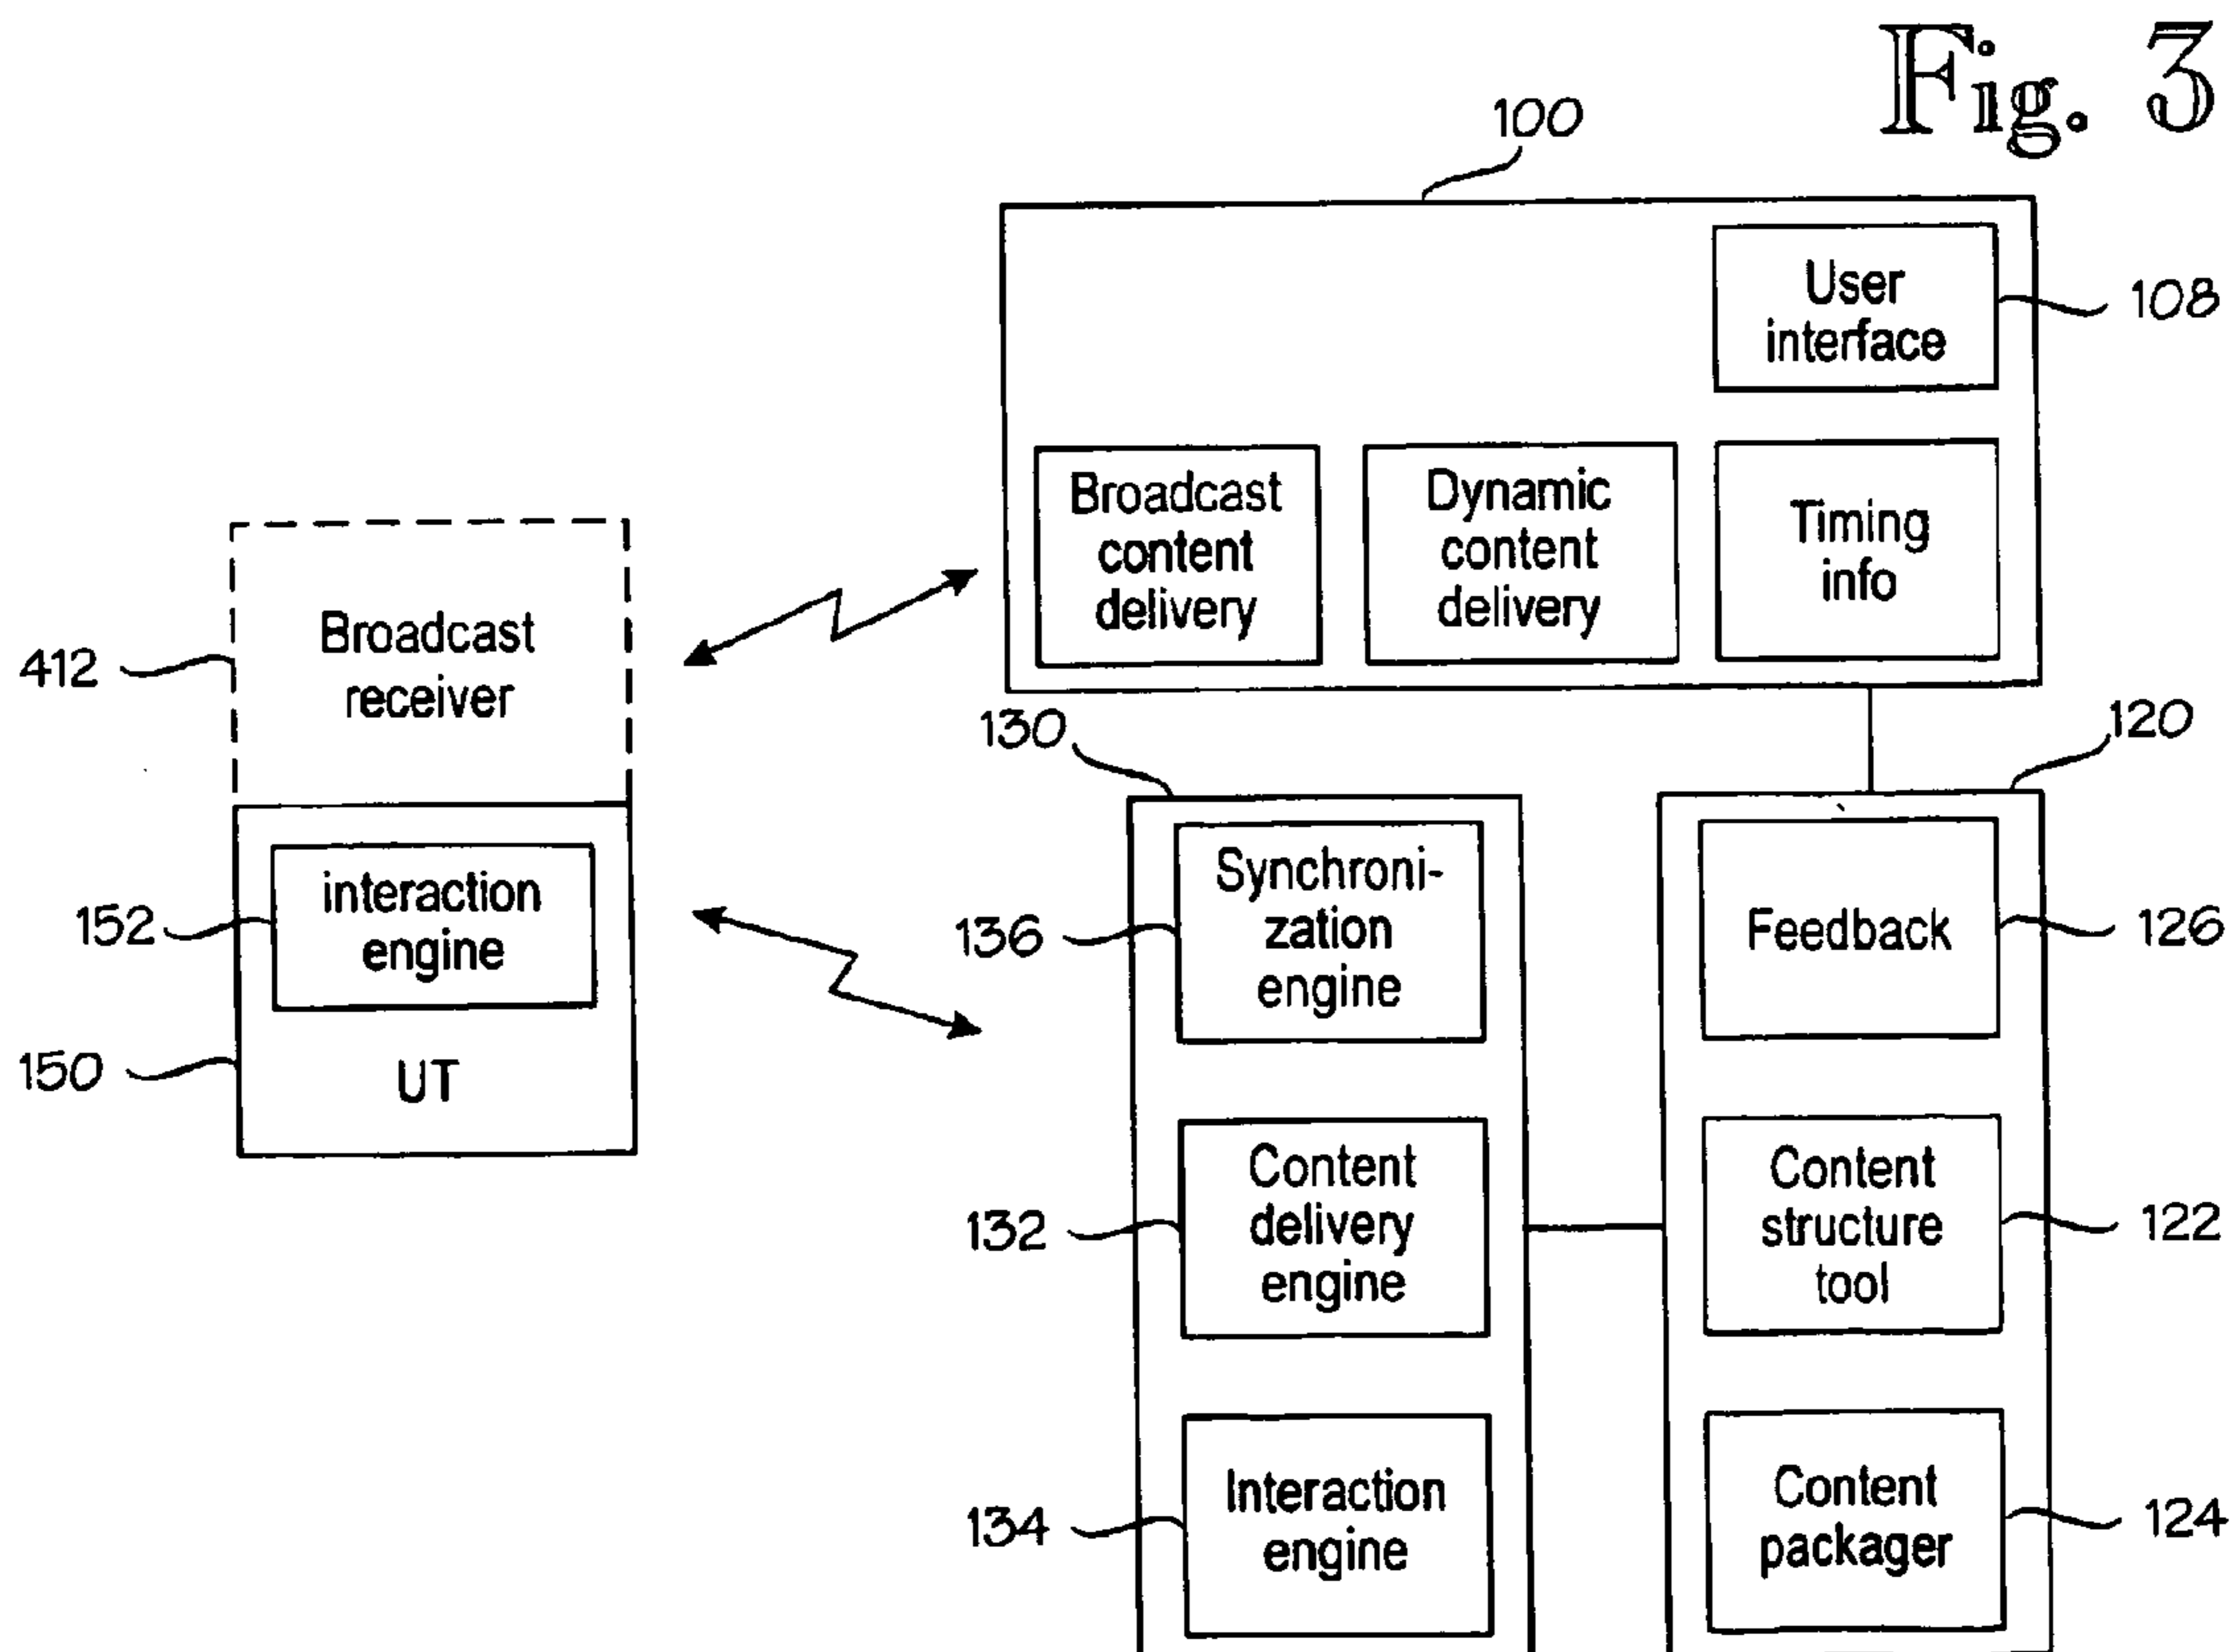 Fig. 3
100
User
interface
108
Broadcast
content
delivery
Dynamic
content
delivery
Timing
info
412
Broadcast
receiver
130
120
152
interaction
engine
150
UT
136
Synchroni-
zation
engine
Feedback
126
132
Content
delivery
engine
Content
structure
tool
122
134
Interaction
engine
Content
packager
124